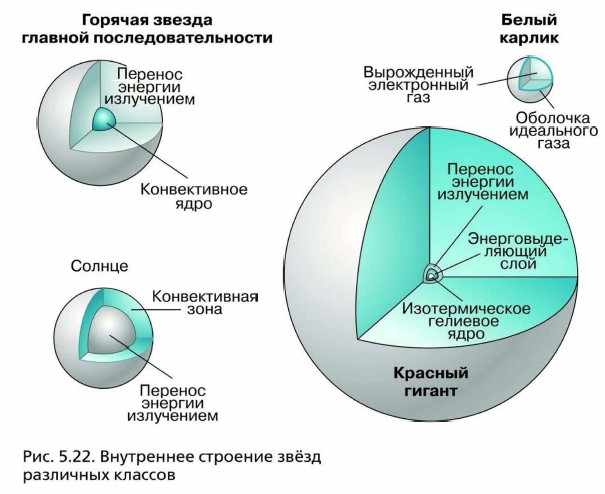 Горячая звезда
главной последовательности
Перенос
энергии
излучением
Конвективное
ядро
Белый
карлик
Вырожденный
электронный
газ
Оболочка
идеального
газа
Солнце
Конвективная
зона
Перенос
энергии
излучением
Перенос
энергии
излучением
Энерговыде-
ляющий
слой
Изотермическое
гелиевое
ядро
Красный
гигант
Рис. 5.22. Внутреннее строение звёзд
различных классов